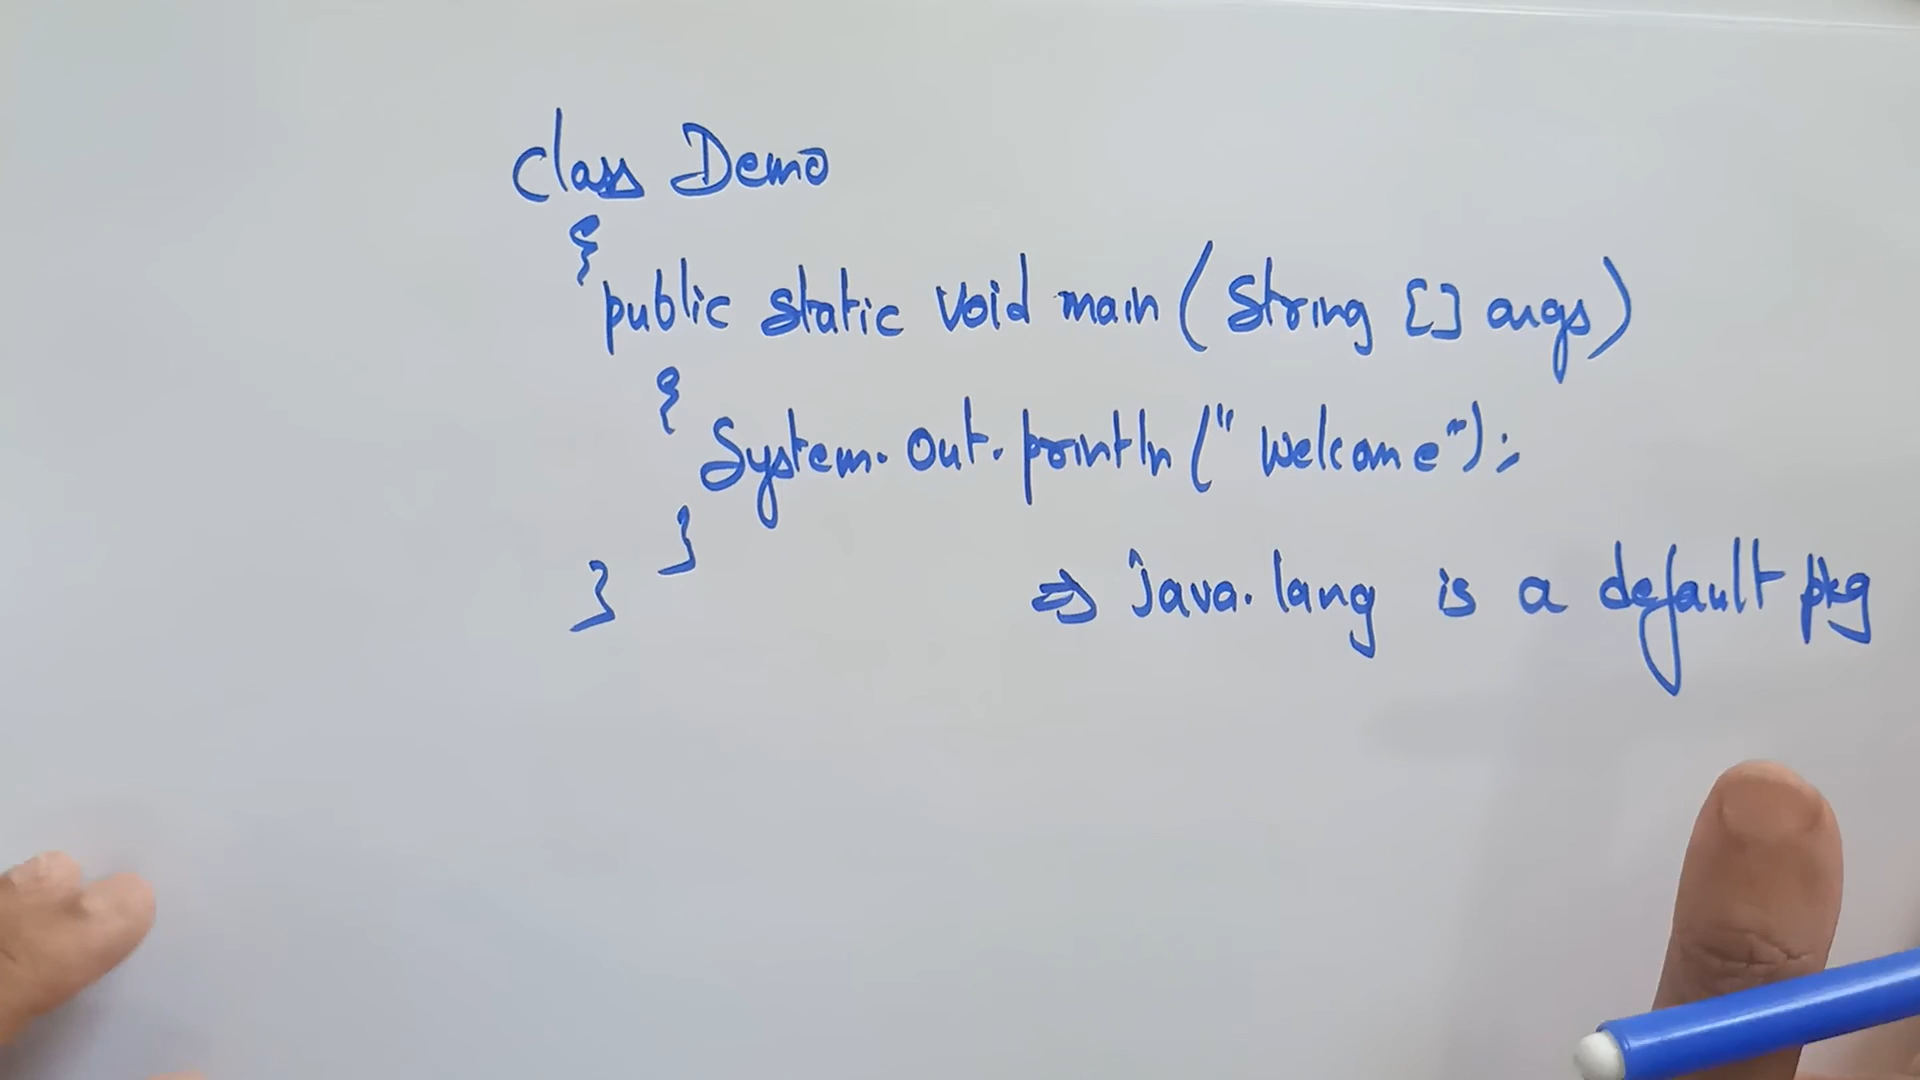 class Demo
{
public static void main (String [] args)
{
System.out.println (" welcome");
}
}
⇒ java.lang is a default pkg